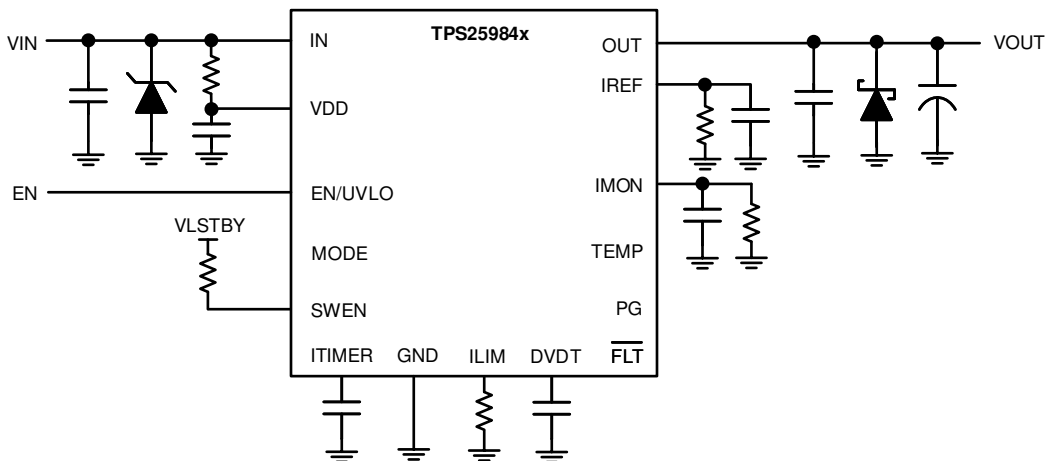 TPS25984x
VIN
IN
OUT
VOUT
IREF
VDD
EN
EN/UVLO
IMON
VLSTBY
MODE
TEMP
SWEN
PG
ITIMER
GND
ILIM
DVDT
FLT